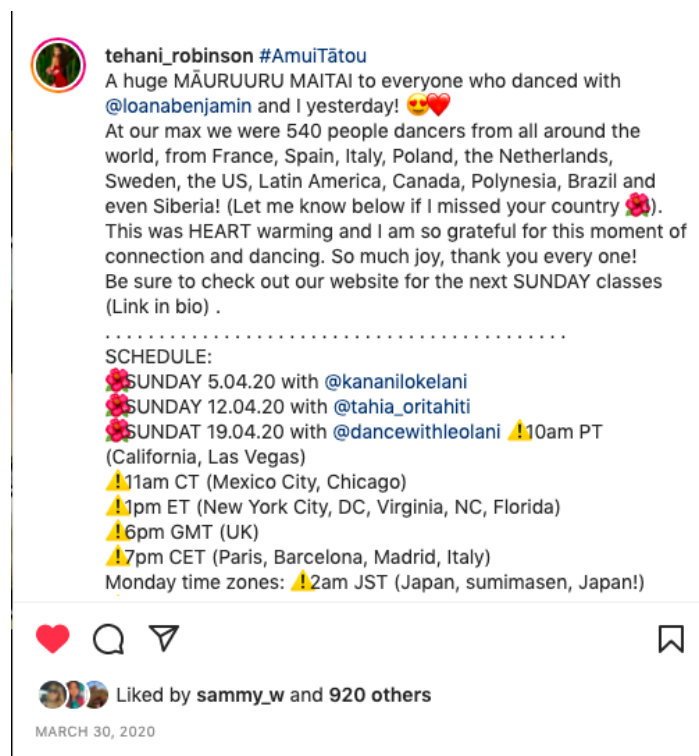 tehani_robinson #AmuiTātou
A huge MĀURUURU MAITAI to everyone who danced with
@loanabenjamin and I yesterday! 😍❤️
At our max we were 540 people dancers from all around the
world, from France, Spain, Italy, Poland, the Netherlands,
Sweden, the US, Latin America, Canada, Polynesia, Brazil and
even Siberia! (Let me know below if I missed your country 🌺).
This was HEART warming and I am so grateful for this moment of
connection and dancing. So much joy, thank you every one!
Be sure to check out our website for the next SUNDAY classes
(Link in bio) .
. . . . . . . . . . . . . . . . . . . . . . . . . . . . . . . . . . . . . . . . . . .
SCHEDULE:
🌺SUNDAY 5.04.20 with @kananilokelani
🌺SUNDAY 12.04.20 with @tahia_oritahiti
🌺SUNDAT 19.04.20 with @dancewithleolani ⚠️10am PT
(California, Las Vegas)
⚠️11am CT (Mexico City, Chicago)
⚠️1pm ET (New York City, DC, Virginia, NC, Florida)
⚠️6pm GMT (UK)
⚠️7pm CET (Paris, Barcelona, Madrid, Italy)
Monday time zones: ⚠️2am JST (Japan, sumimasen, Japan!)
Liked by sammy_w and 920 others
MARCH 30, 2020